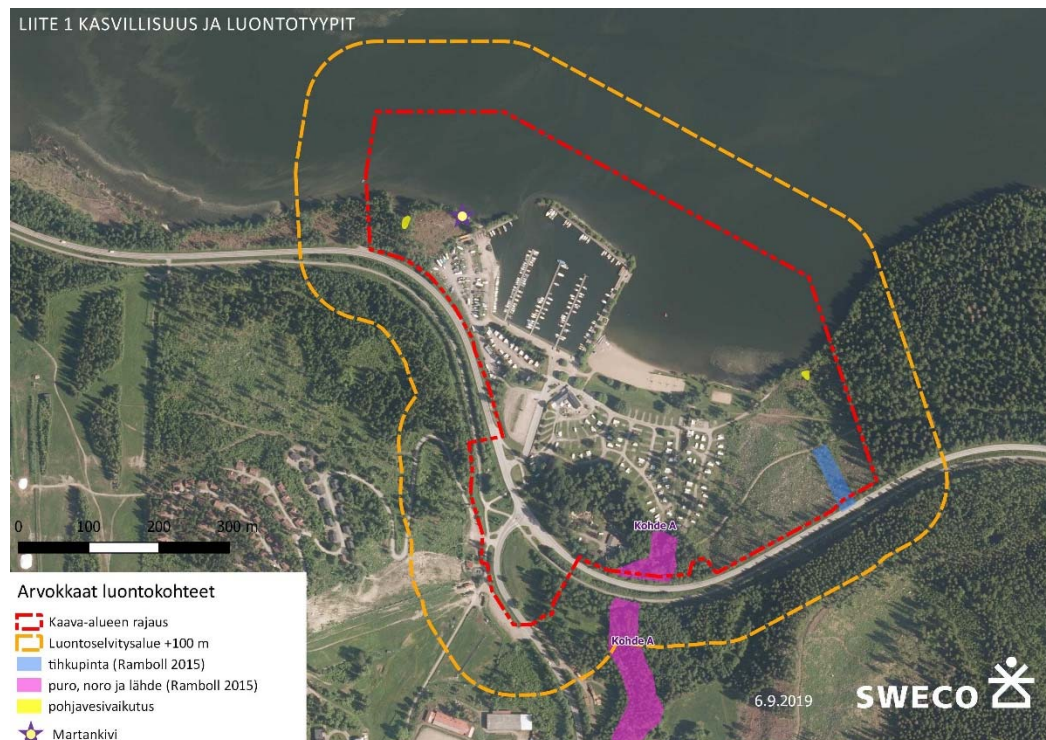 LIITE 1 KASVILLISUUS JA LUONTOTYYPIT
Kohde A
Kohde A
0 100 200 300 m
Arvokkaat luontokohteet
Kaava-alueen rajaus
Luontoselvitysalue +100 m
tihkupinta (Ramboll 2015)
puro, noro ja lähde (Ramboll 2015)
pohjavesivaikutus
Martankivi
6.9.2019
SWECO